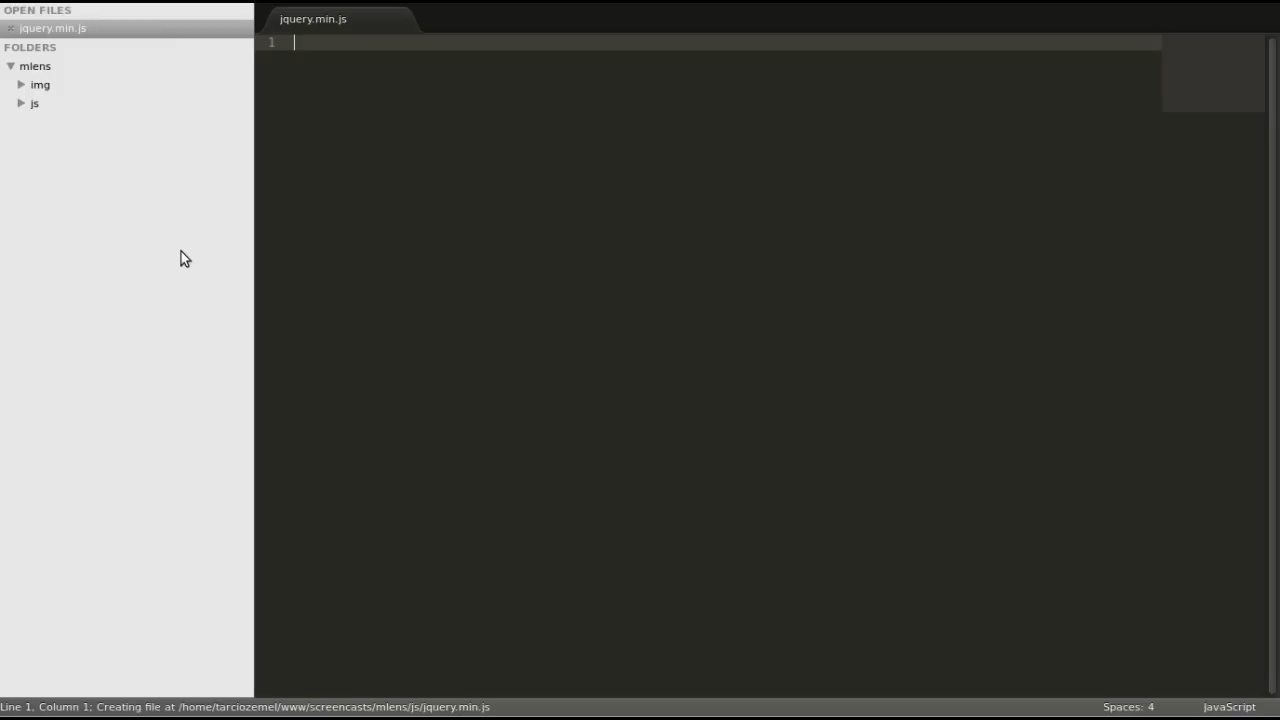 OPEN FILES
jquery.min.js
FOLDERS
mlens
img
js
jquery.min.js
1
Line 1, Column 1; Creating file at /home/tarciozemel/www/screencasts/mlens/js/jquery.min.js
Spaces: 4
JavaScript